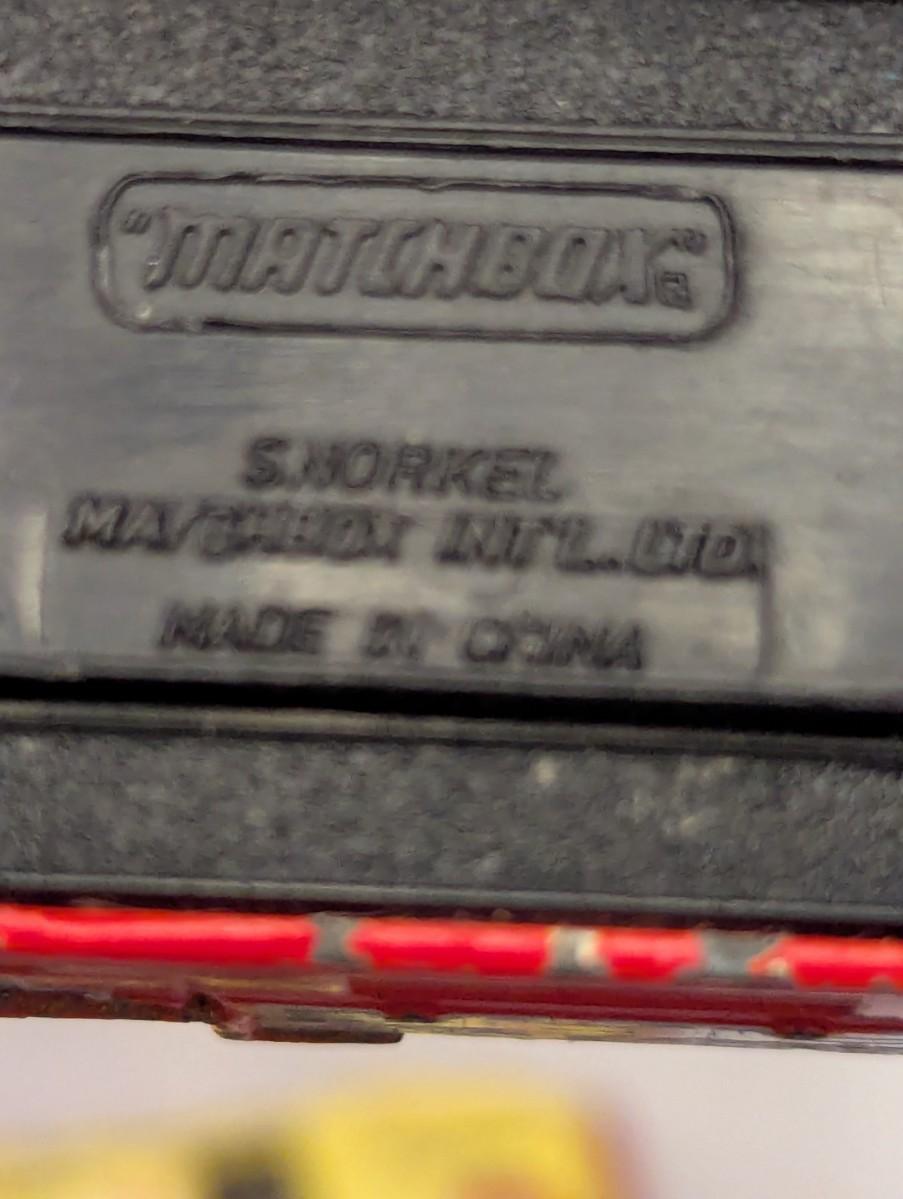 "MATCHBOX"®
SNORKEL
MATCHBOX INT'L. LTD.
MADE IN CHINA